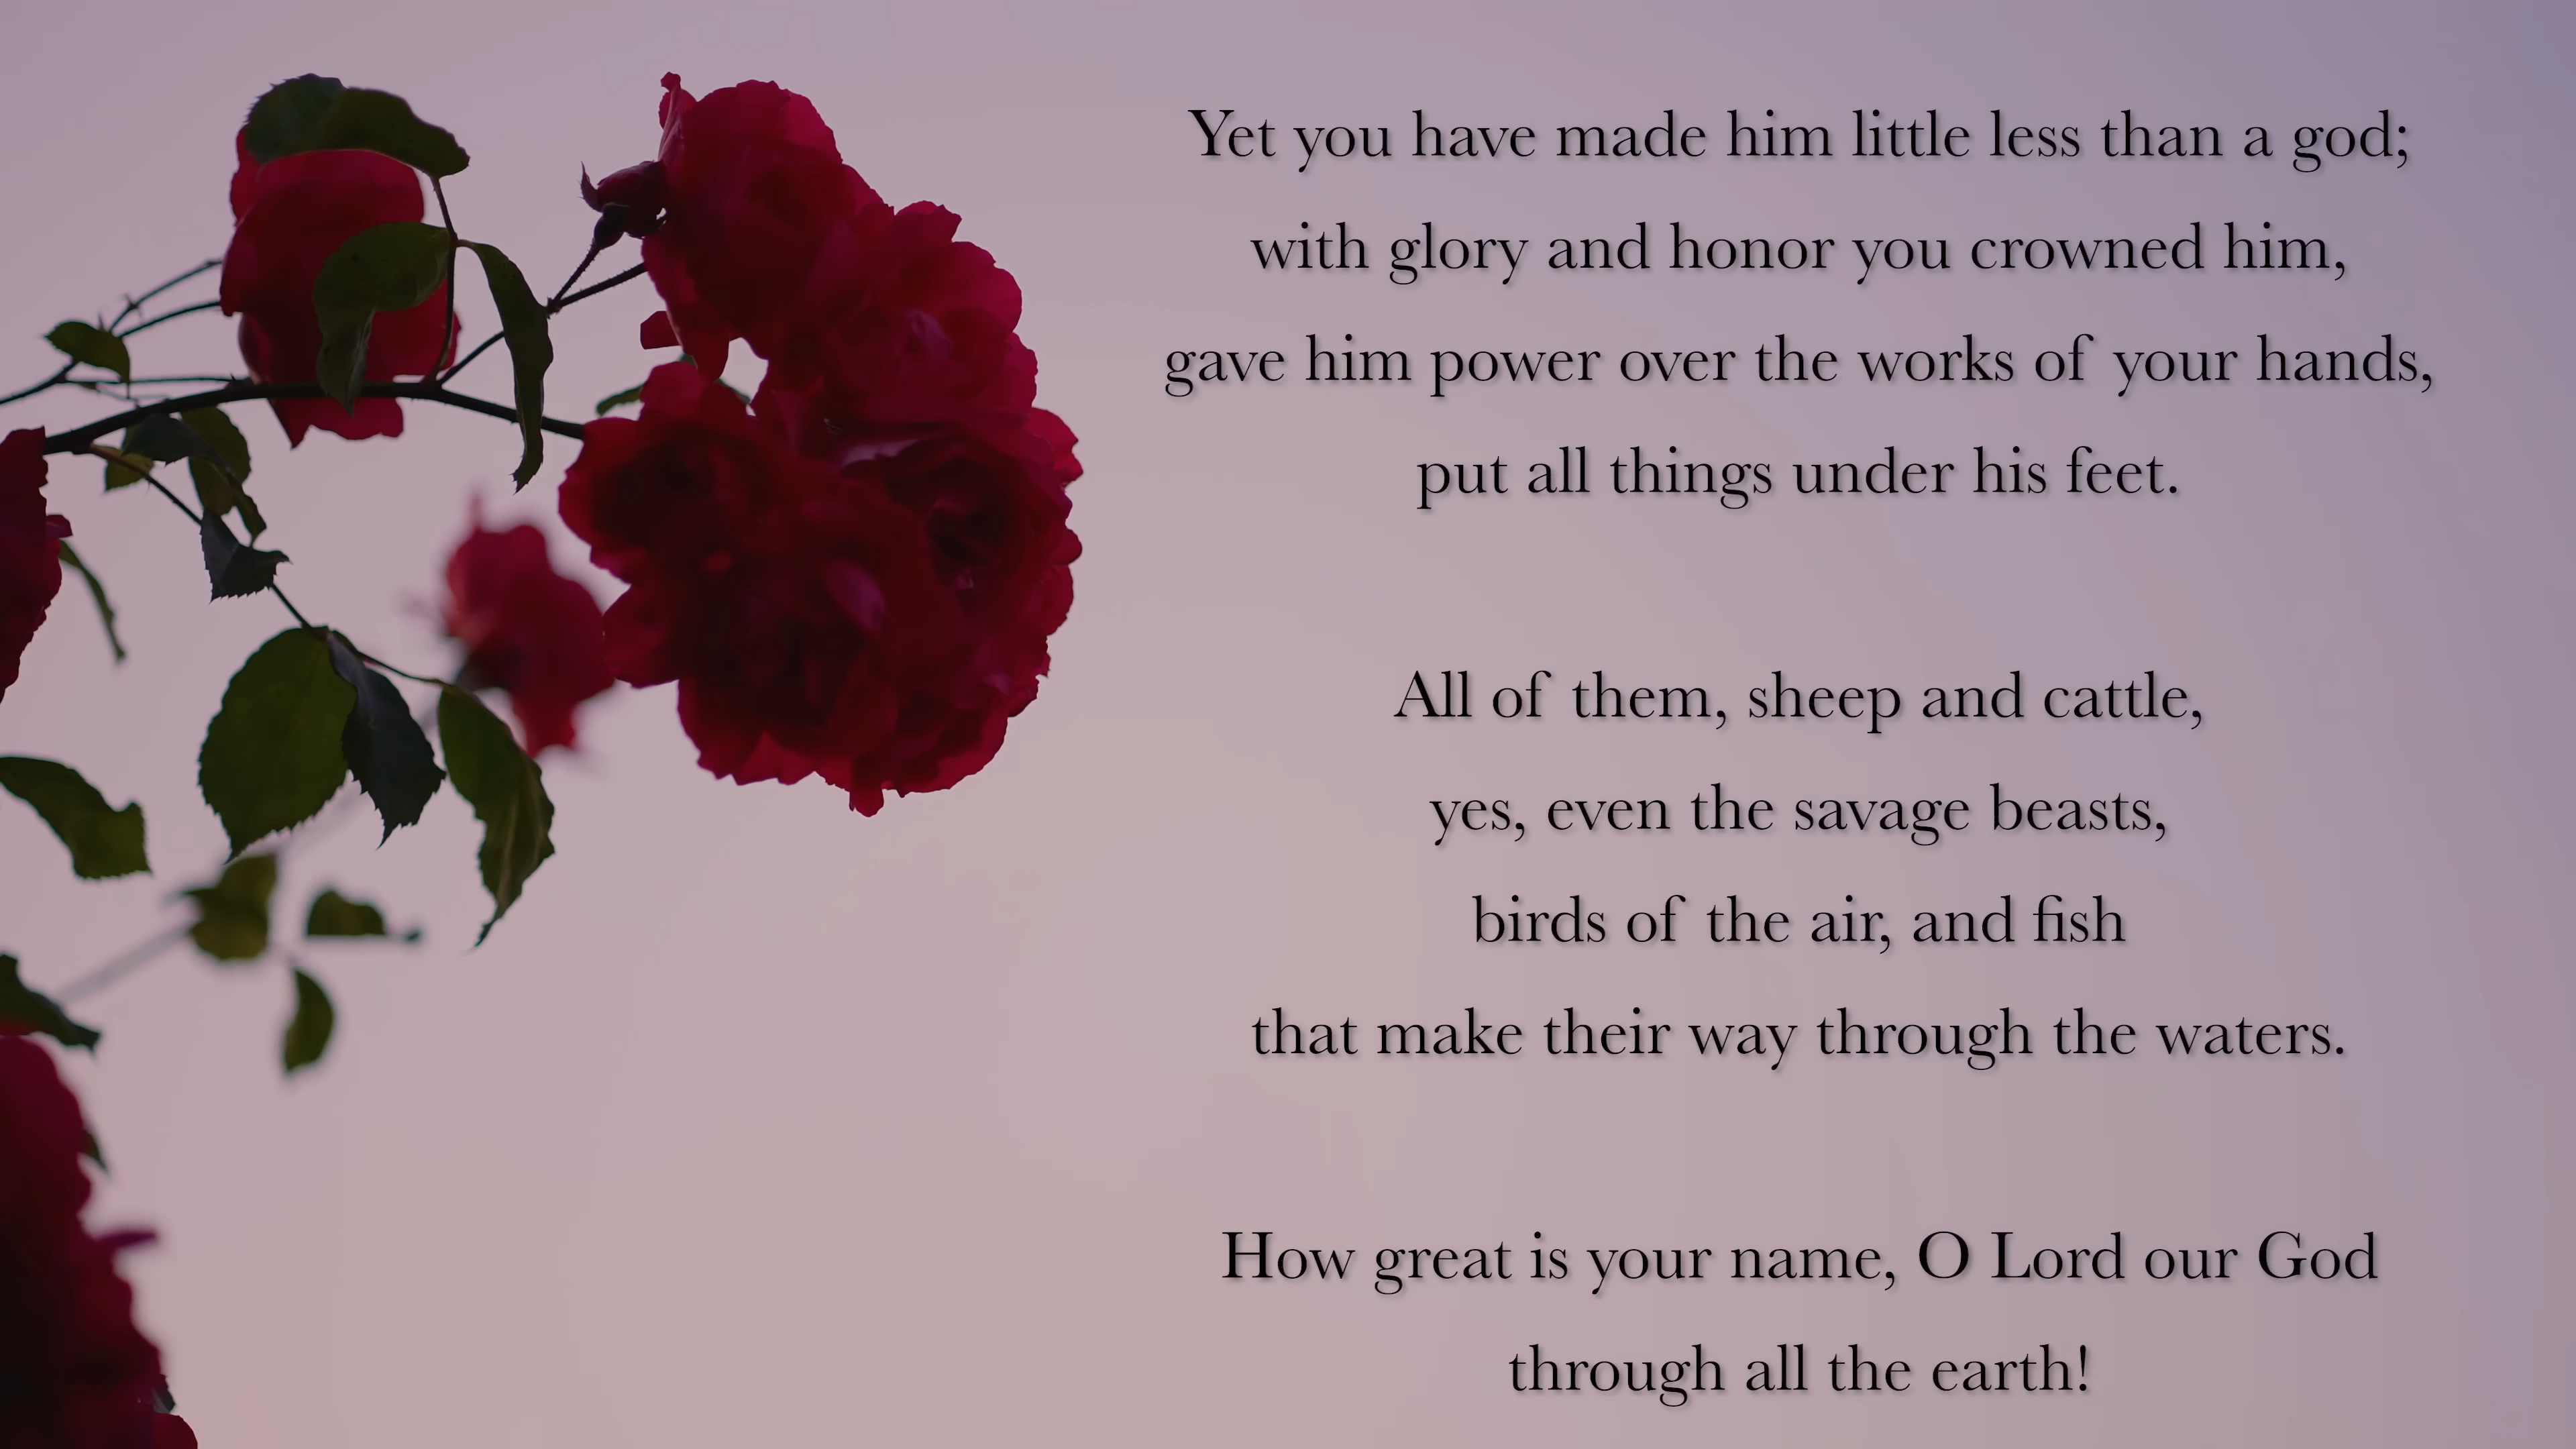 Yet you have made him little less than a god;
with glory and honor you crowned him,
gave him power over the works of your hands,
put all things under his feet.
All of them, sheep and cattle,
yes, even the savage beasts,
birds of the air, and fish
that make their way through the waters.
How great is your name, O Lord our God
through all the earth!